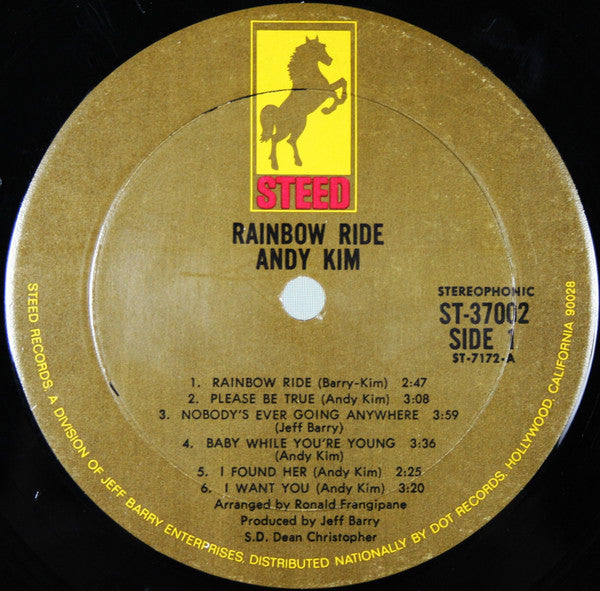 STEED
RAINBOW RIDE
ANDY KIM
STEREOPHONIC
ST-37002
SIDE 1
ST-7172-A
1. RAINBOW RIDE (Barry-Kim) 2:47
2. PLEASE BE TRUE (Andy Kim) 3:08
3. NOBODY'S EVER GOING ANYWHERE 3:59
(Jeff Barry)
4. BABY WHILE YOU'RE YOUNG 3:36
(Andy Kim)
5. I FOUND HER (Andy Kim) 2:25
6. I WANT YOU (Andy Kim) 3:20
Arranged by Ronald Frangipane
Produced by Jeff Barry
S.D. Dean Christopher
STEED RECORDS. A DIVISION OF JEFF BARRY ENTERPRISES, DISTRIBUTED NATIONALLY BY DOT RECORDS. HOLLYWOOD, CALIFORNIA 90028